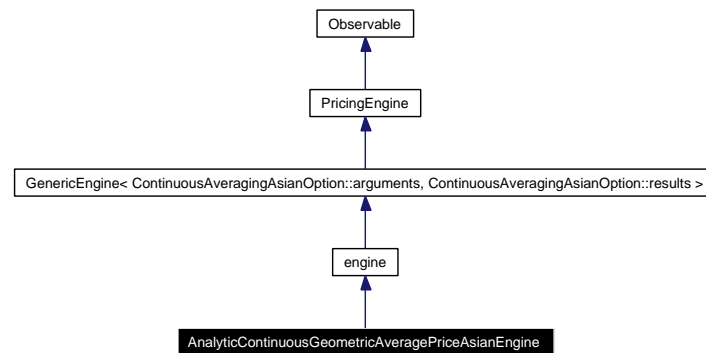 Observable
PricingEngine
GenericEngine< ContinuousAveragingAsianOption::arguments, ContinuousAveragingAsianOption::results >
engine
AnalyticContinuousGeometricAveragePriceAsianEngine